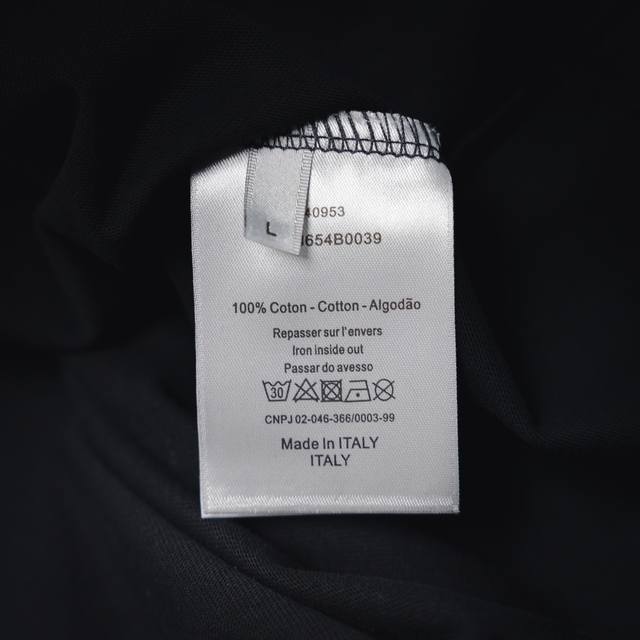 L
40953
654B0039
100% Coton - Cotton - Algodão
Repasser sur l'envers
Iron inside out
Passar do avesso
30
CNPJ 02-046-366/0003-99
Made In ITALY
ITALY